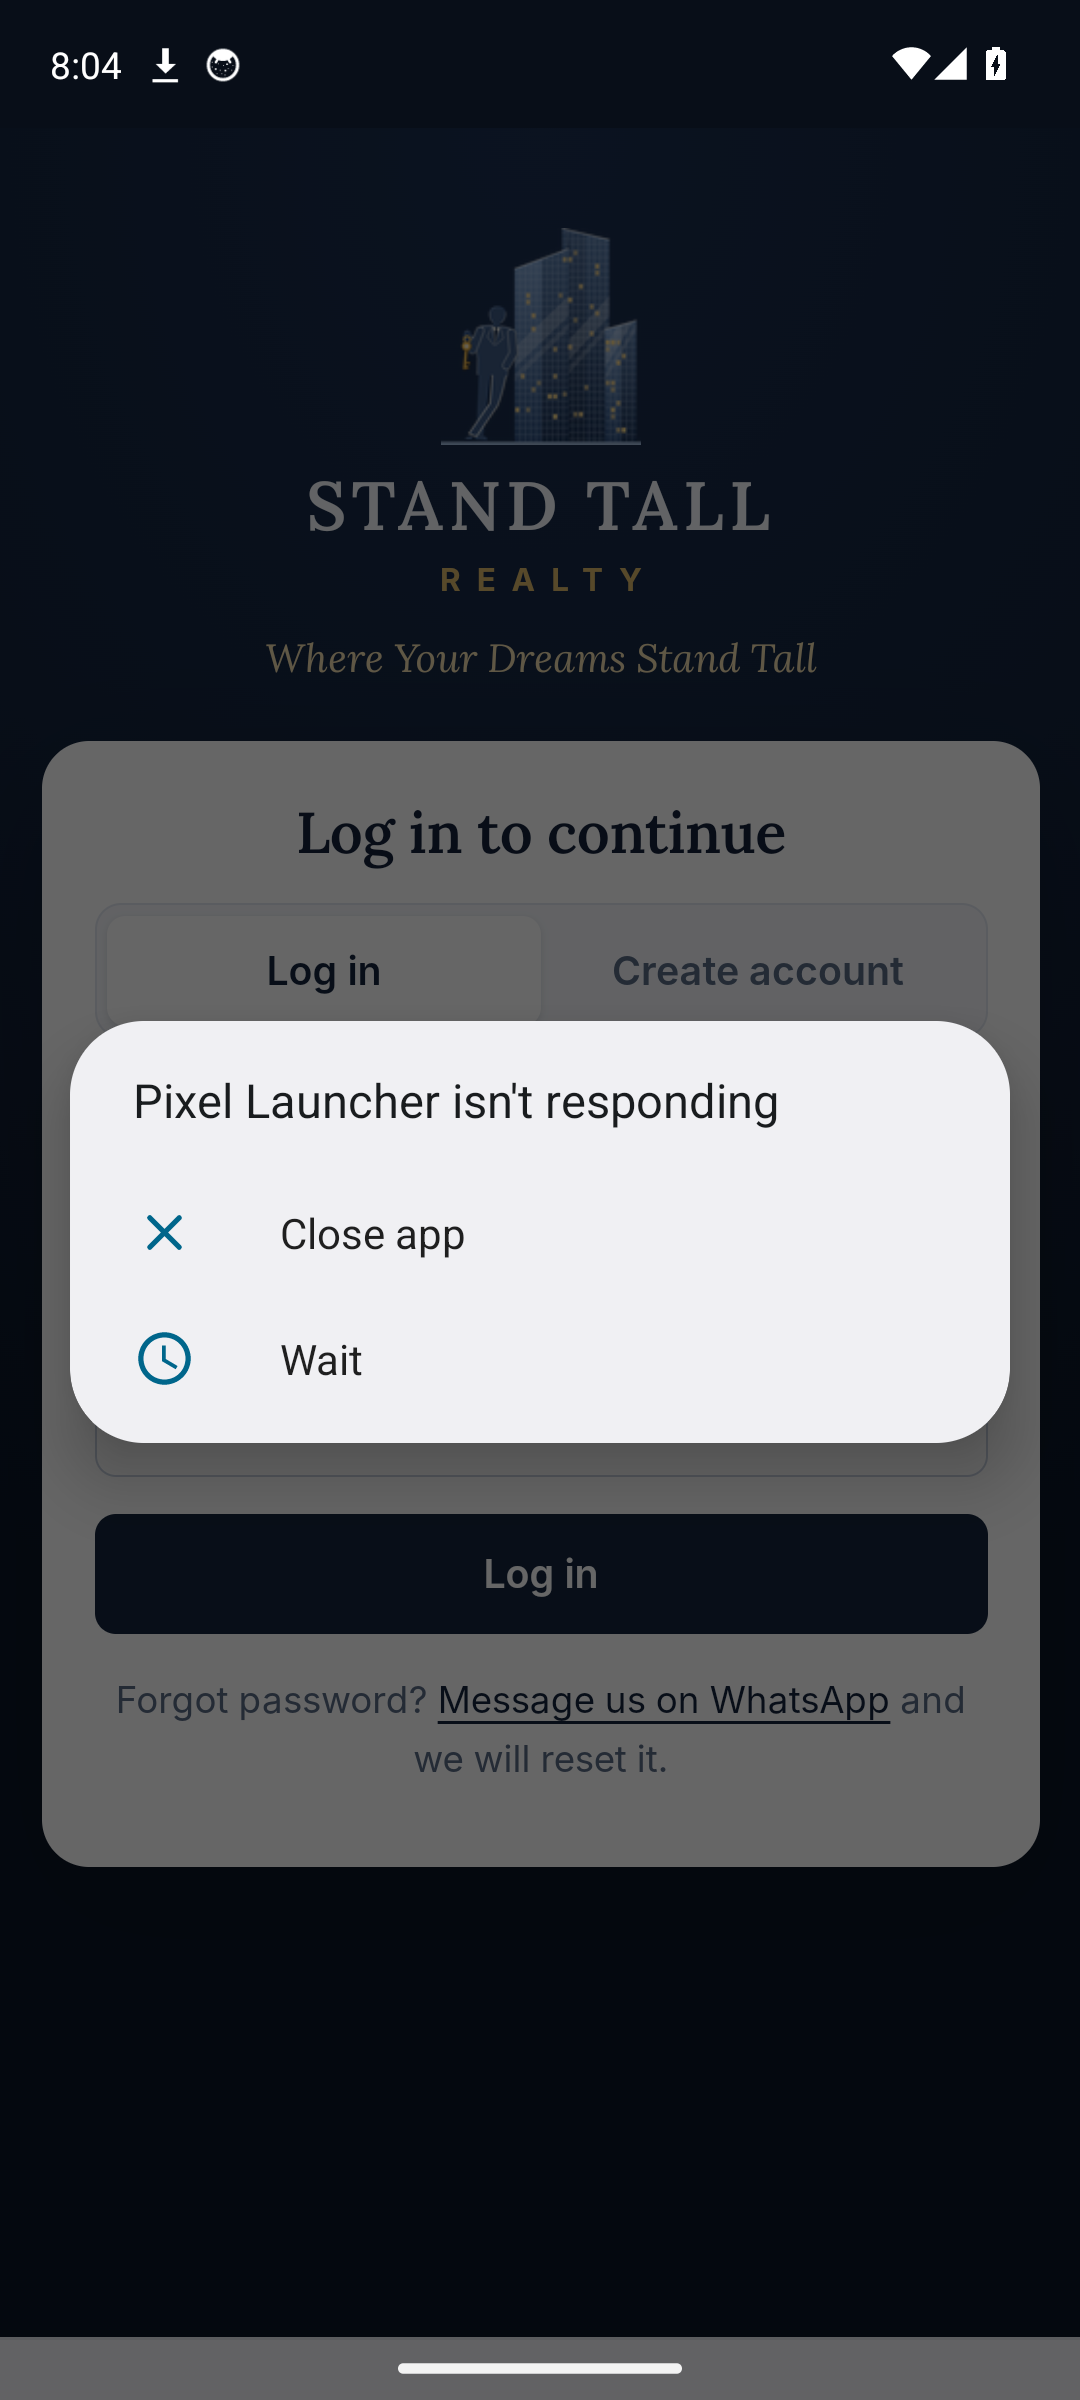 8:04
STAND TALL
REALTY
Where Your Dreams Stand Tall
Log in to continue
Log in
Create account
Pixel Launcher isn't responding
Close app
Wait
Log in
Forgot password? Message us on WhatsApp and
we will reset it.